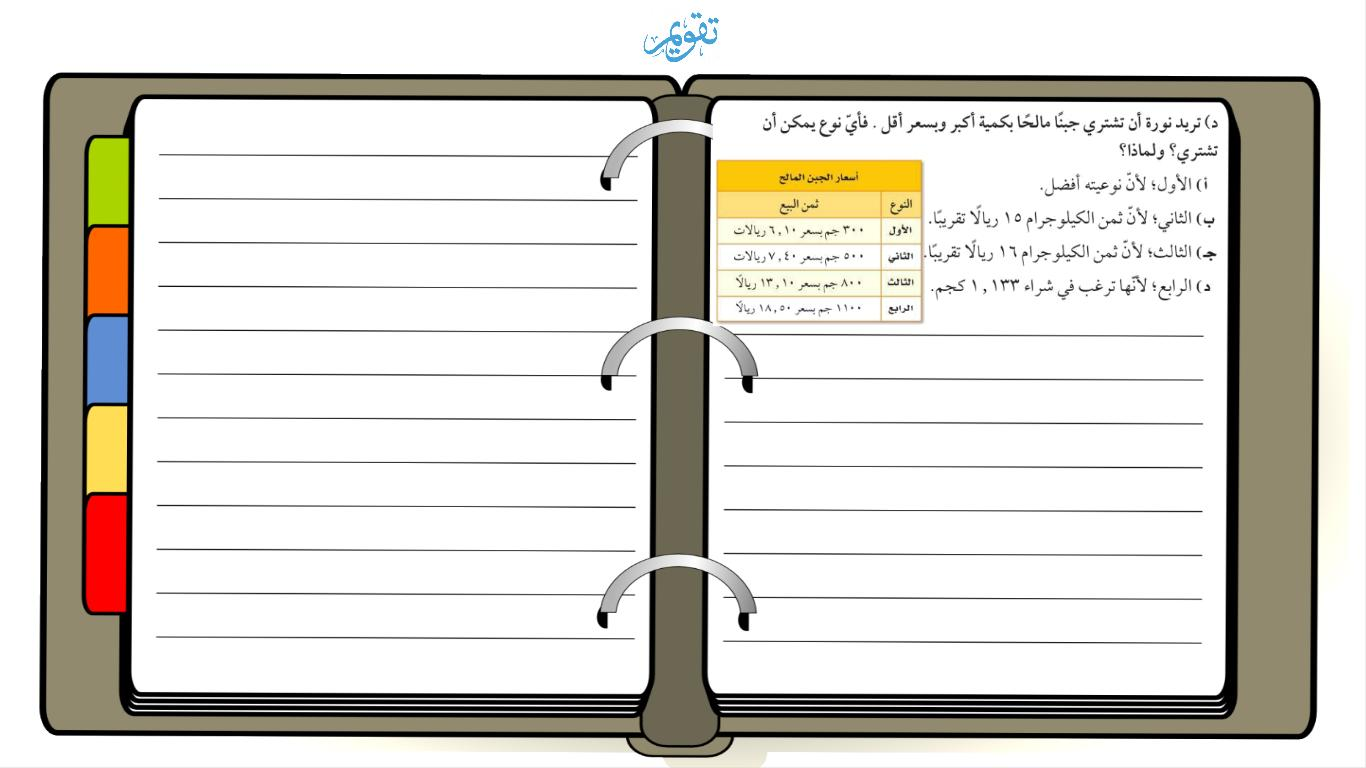 تقويم
د) تريد نورة أن تشتري جبنًا مالحًا بكمية أكبر وبسعر أقل . فأيّ نوع يمكن أن
تشتري؟ ولماذا؟
أ) الأول؛ لأنّ نوعيته أفضل.
ب) الثاني؛ لأنّ ثمن الكيلوجرام ١٥ ريالًا تقريبًا.
جـ) الثالث؛ لأنّ ثمن الكيلوجرام ١٦ ريالًا تقريبًا.
د) الرابع؛ لأنّها ترغب في شراء ١,١٣٣ كجم.
أسعار الجبن المالح
النوع ثمن البيع
الأول ٣٠٠ جم بسعر ٦,١٠ ريالات
الثاني ٥٠٠ جم بسعر ٧,٤٠ ريالات
الثالث ٨٠٠ جم بسعر ١٣,١٠ ريالًا
الرابع ١١٠٠ جم بسعر ١٨,٥٠ ريالًا